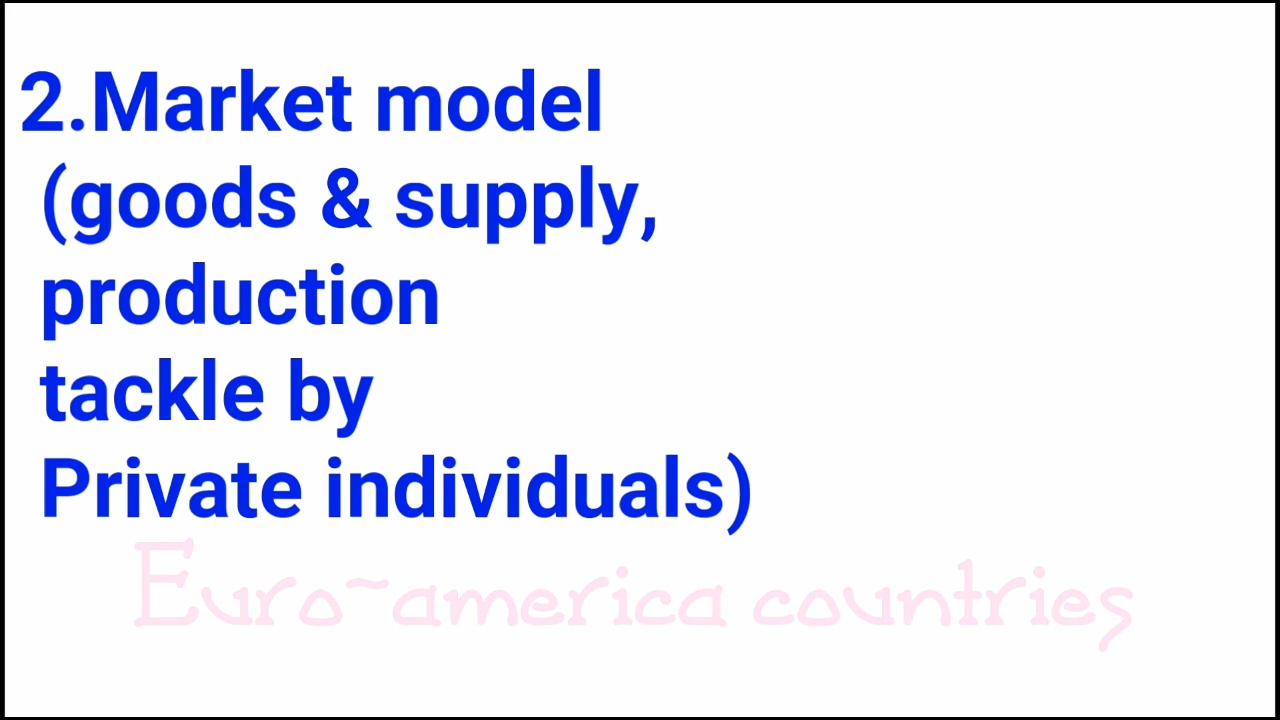 2.Market model
(goods & supply,
production
tackle by
Private individuals)
Euro~america countries